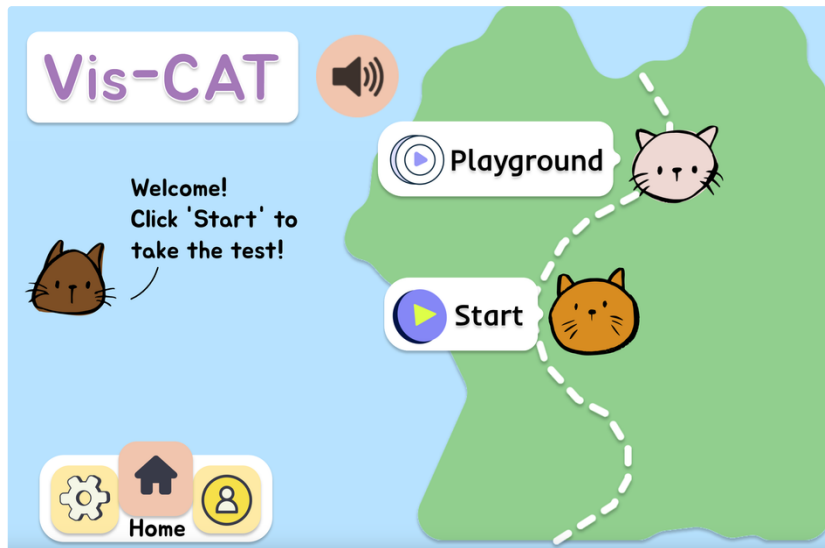 Vis-CAT
Playground
Welcome!
Click 'Start' to
take the test!
Start
Home